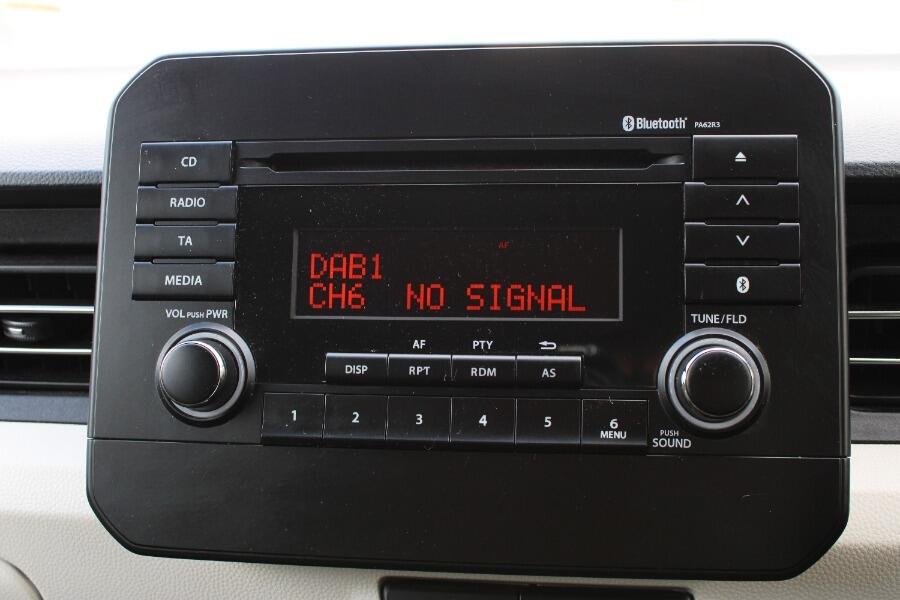 Bluetooth® PA62R3
CD
RADIO
TA
MEDIA
AF
DAB1
CH6 NO SIGNAL
VOL PUSH PWR
TUNE/FLD
AF PTY
DISP RPT RDM AS
1 2 3 4 5 6
MENU
PUSH
SOUND